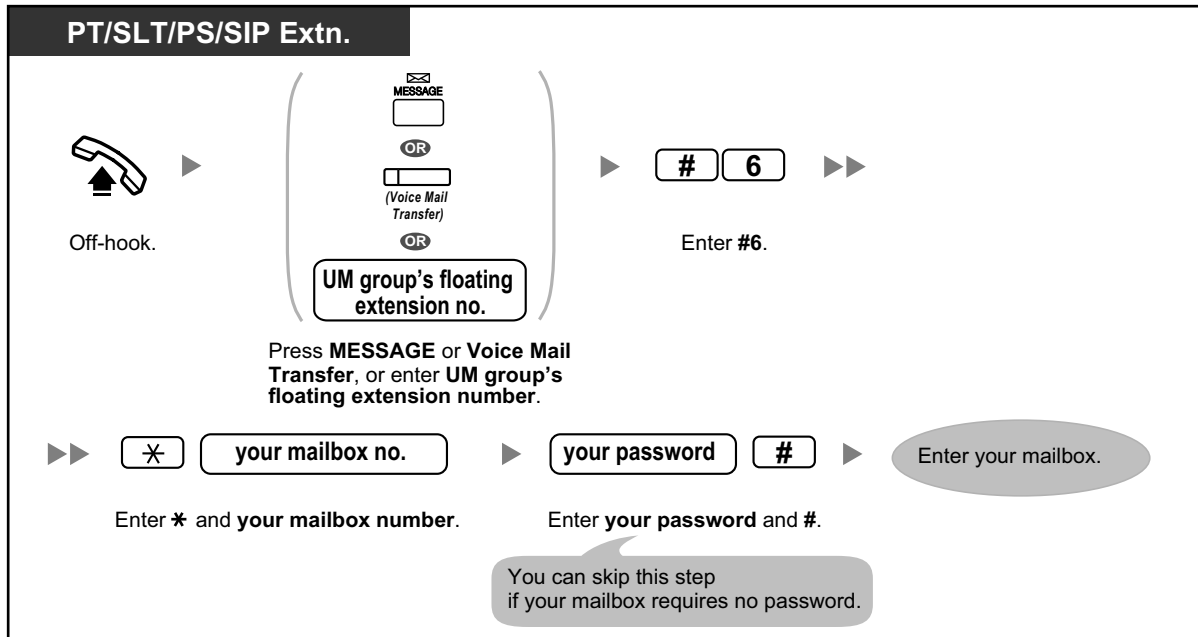 PT/SLT/PS/SIP Extn.
MESSAGE
OR
(Voice Mail
Transfer)
OR
UM group's floating
extension no.
# 6
Off-hook.
Enter #6.
Press MESSAGE or Voice Mail
Transfer, or enter UM group's
floating extension number.
* your mailbox no.
your password #
Enter your mailbox.
Enter * and your mailbox number.
Enter your password and #.
You can skip this step
if your mailbox requires no password.